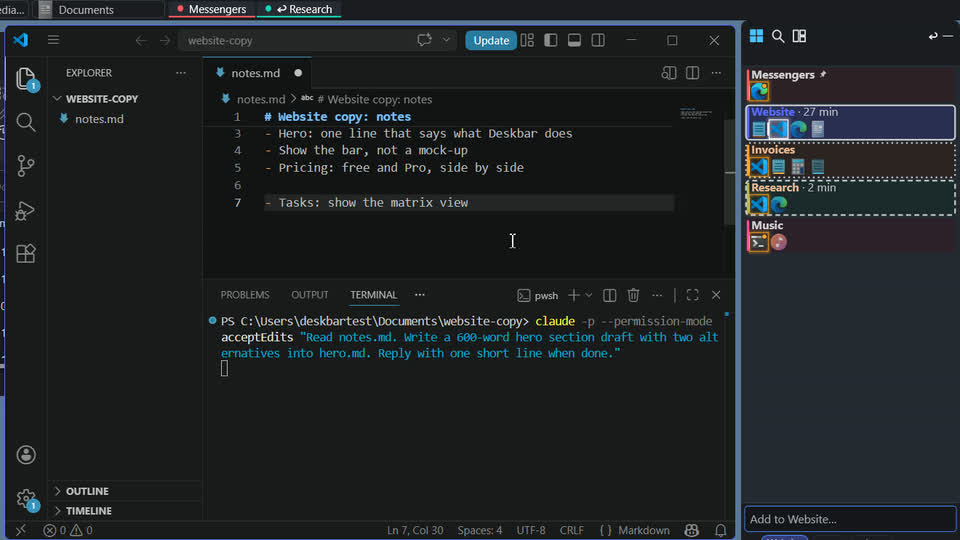 Documents
Messengers
Research
website-copy
Update
EXPLORER
WEBSITE-COPY
notes.md
OUTLINE
TIMELINE
notes.md
notes.md > abc # Website copy: notes
1 # Website copy: notes
3 - Hero: one line that says what Deskbar does
4 - Show the bar, not a mock-up
5 - Pricing: free and Pro, side by side
6
7 - Tasks: show the matrix view
PROBLEMS OUTPUT TERMINAL
pwsh
PS C:\Users\deskbartest\Documents\website-copy> claude -p --permission-mode
acceptEdits "Read notes.md. Write a 600-word hero section draft with two alt
ernatives into hero.md. Reply with one short line when done."
1
1
0 0
Ln 7, Col 30 Spaces: 4 UTF-8 CRLF { } Markdown
Messengers
Website · 27 min
Invoices
Research · 2 min
Music
Add to Website...